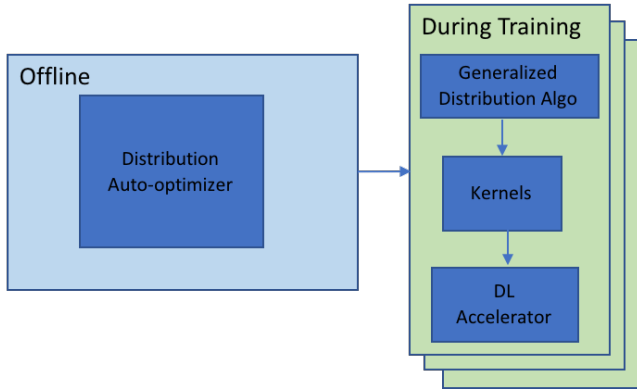 Offline
Distribution
Auto-optimizer
During Training
Generalized
Distribution Algo
Kernels
DL
Accelerator